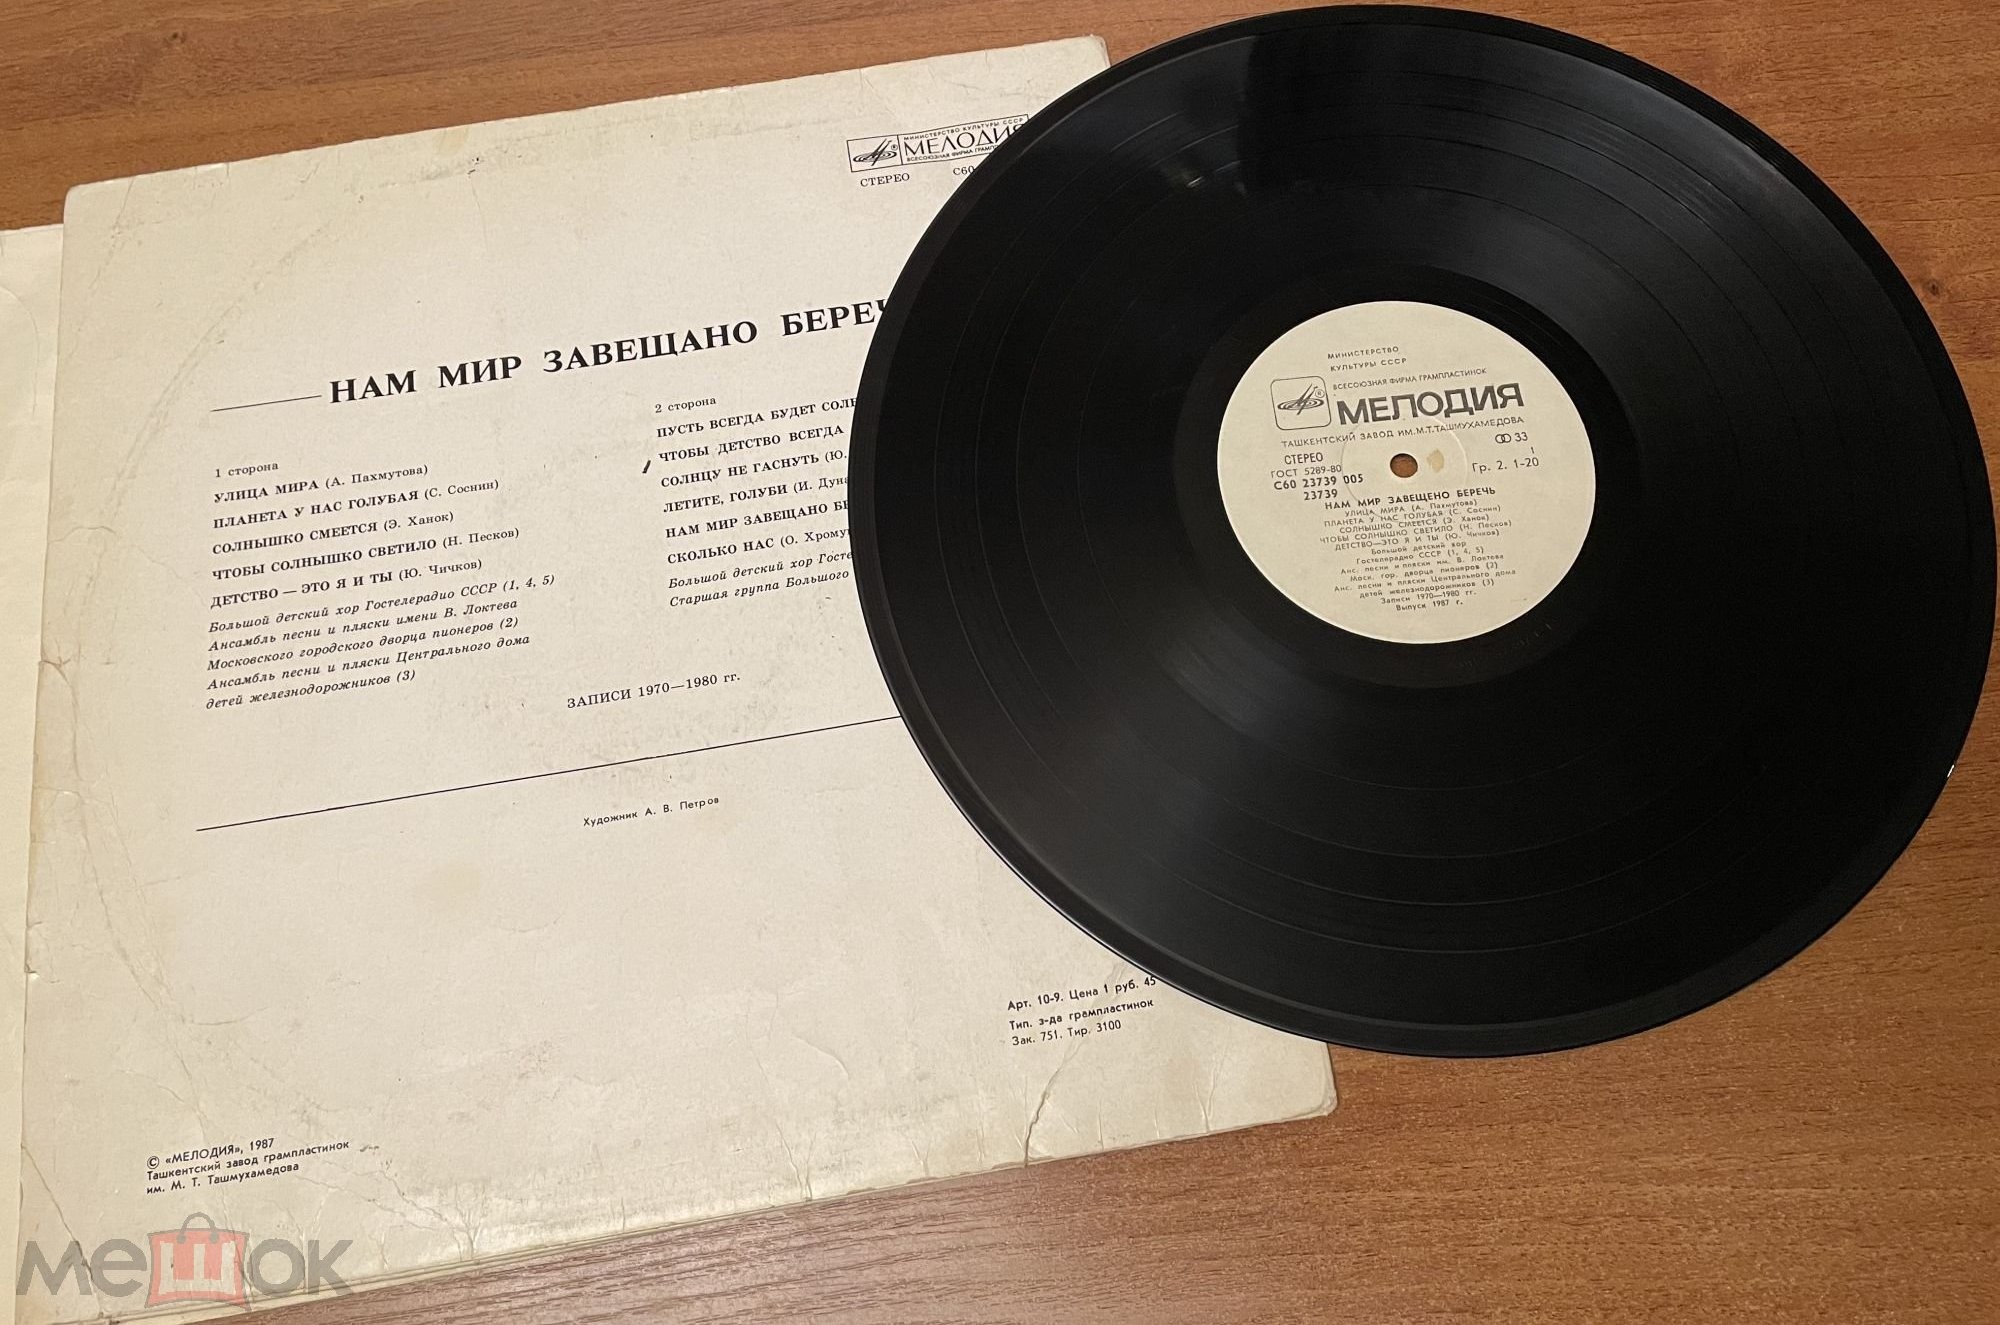 МИНИСТЕРСТВО КУЛЬТУРЫ СССР
МЕЛОДИЯ
ВСЕСОЮЗНАЯ ФИРМА
СТЕРЕО С60
НАМ МИР ЗАВЕЩАНО БЕРЕЧ
1 сторона
УЛИЦА МИРА (А. Пахмутова)
ПЛАНЕТА У НАС ГОЛУБАЯ (С. Соснин)
СОЛНЫШКО СМЕЕТСЯ (Э. Ханок)
ЧТОБЫ СОЛНЫШКО СВЕТИЛО (Н. Песков)
ДЕТСТВО — ЭТО Я И ТЫ (Ю. Чичков)
Большой детский хор Гостелерадио СССР (1, 4, 5)
Ансамбль песни и пляски имени В. Локтева
Московского городского дворца пионеров (2)
Ансамбль песни и пляски Центрального дома
детей железнодорожников (3)
2 сторона
ПУСТЬ ВСЕГДА БУДЕТ
ЧТОБЫ ДЕТСТВО ВСЕГДА
СОЛНЦУ НЕ ГАСНУТЬ (Ю.
ЛЕТИТЕ, ГОЛУБИ (И.
НАМ МИР ЗАВЕЩАНО
СКОЛЬКО НАС (О.
Большой детский хор
Старшая группа Большого
ЗАПИСИ 1970—1980 гг.
Художник А. В. Петров
Арт. 10-9. Цена 1 руб. 45
Тип. з-да грампластинок
Зак. 751. Тир. 3100
© «МЕЛОДИЯ», 1987
Ташкентский завод грампластинок
им. М. Т. Ташмухамедова
МИНИСТЕРСТВО
КУЛЬТУРЫ СССР
ВСЕСОЮЗНАЯ ФИРМА ГРАМПЛАСТИНОК
® МЕЛОДИЯ
ТАШКЕНТСКИЙ ЗАВОД ИМ. М.Т.ТАШМУХАМЕДОВА
СТЕРЕО 33
ГОСТ 5289-80 1
С60 23739 005 Гр. 2. 1-20
23739
НАМ МИР ЗАВЕЩЕНО БЕРЕЧЬ
УЛИЦА МИРА (А. Пахмутова)
ПЛАНЕТА У НАС ГОЛУБАЯ (С. Соснин)
СОЛНЫШКО СМЕЕТСЯ (Э. Ханок)
ЧТОБЫ СОЛНЫШКО СВЕТИЛО (Н. Песков)
ДЕТСТВО—ЭТО Я И ТЫ (Ю. Чичков)
Большой детский хор
Гостелерадио СССР (1, 4, 5)
Анс. песни и пляски им. В. Локтева
Моск. гор. дворца пионеров (2)
Анс. песни и пляски Центрального дома
детей железнодорожников (3)
Записи 1970—1980 гг.
Выпуск 1987 г.
мешок